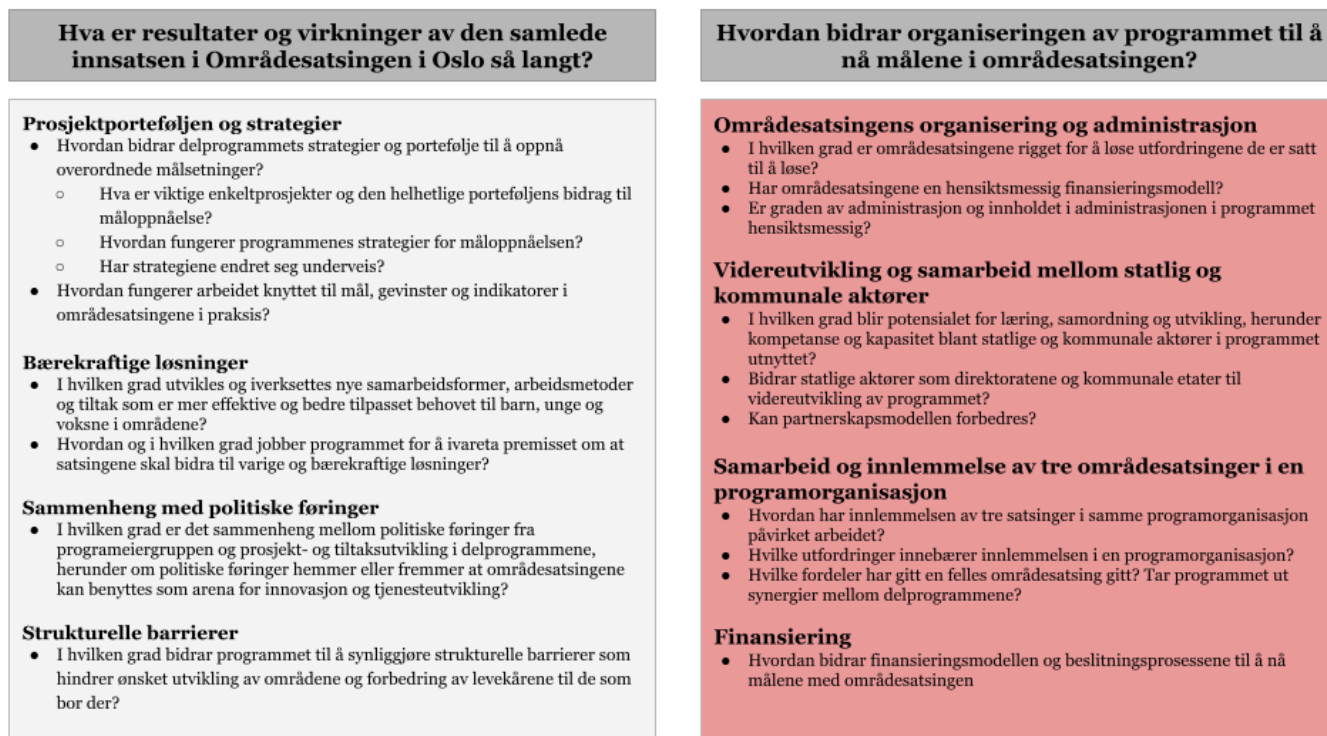 Hva er resultater og virkninger av den samlede
innsatsen i Områdesatsingen i Oslo så langt?
Prosjektporteføljen og strategier
● Hvordan bidrar delprogrammets strategier og portefølje til å oppnå
overordnede målsetninger?
○ Hva er viktige enkeltprosjekter og den helhetlige porteføljens bidrag til
måloppnåelse?
○ Hvordan fungerer programmenes strategier for måloppnåelsen?
○ Har strategiene endret seg underveis?
● Hvordan fungerer arbeidet knyttet til mål, gevinster og indikatorer i
områdesatsingene i praksis?
Bærekraftige løsninger
● I hvilken grad utvikles og iverksettes nye samarbeidsformer, arbeidsmetoder
og tiltak som er mer effektive og bedre tilpasset behovet til barn, unge og
voksne i områdene?
● Hvordan og i hvilken grad jobber programmet for å ivareta premisset om at
satsingene skal bidra til varige og bærekraftige løsninger?
Sammenheng med politiske føringer
● I hvilken grad er det sammenheng mellom politiske føringer fra
programeiergruppen og prosjekt- og tiltaksutvikling i delprogrammene,
herunder om politiske føringer hemmer eller fremmer at områdesatsingene
kan benyttes som arena for innovasjon og tjenesteutvikling?
Strukturelle barrierer
● I hvilken grad bidrar programmet til å synliggjøre strukturelle barrierer som
hindrer ønsket utvikling av områdene og forbedring av levekårene til de som
bor der?
Hvordan bidrar organiseringen av programmet til å
nå målene i områdesatsingen?
Områdesatsingens organisering og administrasjon
● I hvilken grad er områdesatsingene rigget for å løse utfordringene de er satt
til å løse?
● Har områdesatsingene en hensiktsmessig finansieringsmodell?
● Er graden av administrasjon og innholdet i administrasjonen i programmet
hensiktsmessig?
Videreutvikling og samarbeid mellom statlig og
kommunale aktører
● I hvilken grad blir potensialet for læring, samordning og utvikling, herunder
kompetanse og kapasitet blant statlige og kommunale aktører i programmet
utnyttet?
● Bidrar statlige aktører som direktoratene og kommunale etater til
videreutvikling av programmet?
● Kan partnerskapsmodellen forbedres?
Samarbeid og innlemmelse av tre områdesatsinger i en
programorganisasjon
● Hvordan har innlemmelsen av tre satsinger i samme programorganisasjon
påvirket arbeidet?
● Hvilke utfordringer innebærer innlemmelsen i en programorganisasjon?
● Hvilke fordeler har gitt en felles områdesatsing gitt? Tar programmet ut
synergier mellom delprogrammene?
Finansiering
● Hvordan bidrar finansieringsmodellen og beslitningsprosessene til å nå
målene med områdesatsingen